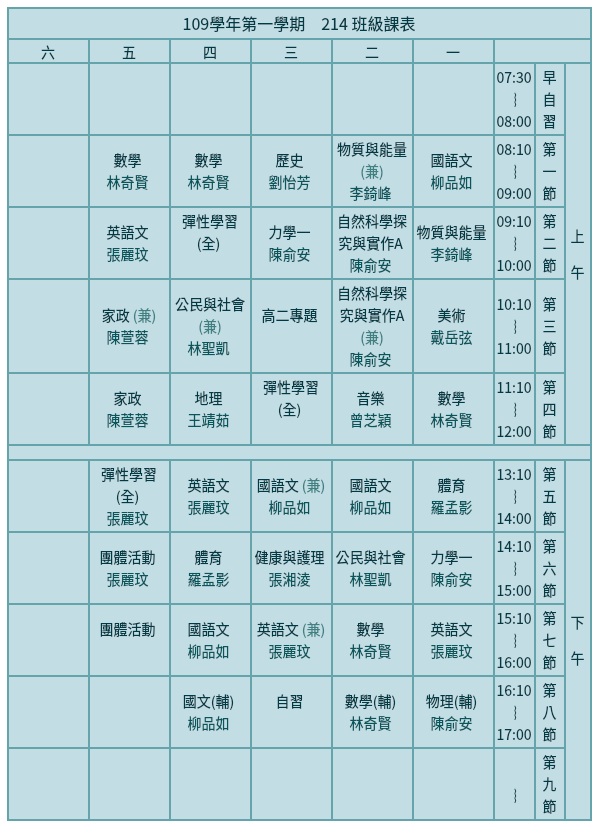 109學年第一學期　214 班級課表
六 五 四 三 二 一
07:30
~
08:00
早
自
習
上
午
數學
林奇賢
數學
林奇賢
歷史
劉怡芳
物質與能量
(兼)
李錡峰
國語文
柳品如
08:10
~
09:00
第
一
節
英語文
張麗玟
彈性學習
(全)
力學一
陳俞安
自然科學探
究與實作A
陳俞安
物質與能量
李錡峰
09:10
~
10:00
第
二
節
家政 (兼)
陳萱蓉
公民與社會
(兼)
林聖凱
高二專題
自然科學探
究與實作A
(兼)
陳俞安
美術
戴岳弦
10:10
~
11:00
第
三
節
家政
陳萱蓉
地理
王靖茹
彈性學習
(全)
音樂
曾芝穎
數學
林奇賢
11:10
~
12:00
第
四
節
彈性學習
(全)
張麗玟
英語文
張麗玟
國語文 (兼)
柳品如
國語文
柳品如
體育
羅孟影
13:10
~
14:00
第
五
節
下
午
團體活動
張麗玟
體育
羅孟影
健康與護理
張湘淩
公民與社會
林聖凱
力學一
陳俞安
14:10
~
15:00
第
六
節
團體活動
國語文
柳品如
英語文 (兼)
張麗玟
數學
林奇賢
英語文
張麗玟
15:10
~
16:00
第
七
節
國文(輔)
柳品如
自習
數學(輔)
林奇賢
物理(輔)
陳俞安
16:10
~
17:00
第
八
節
~
第
九
節